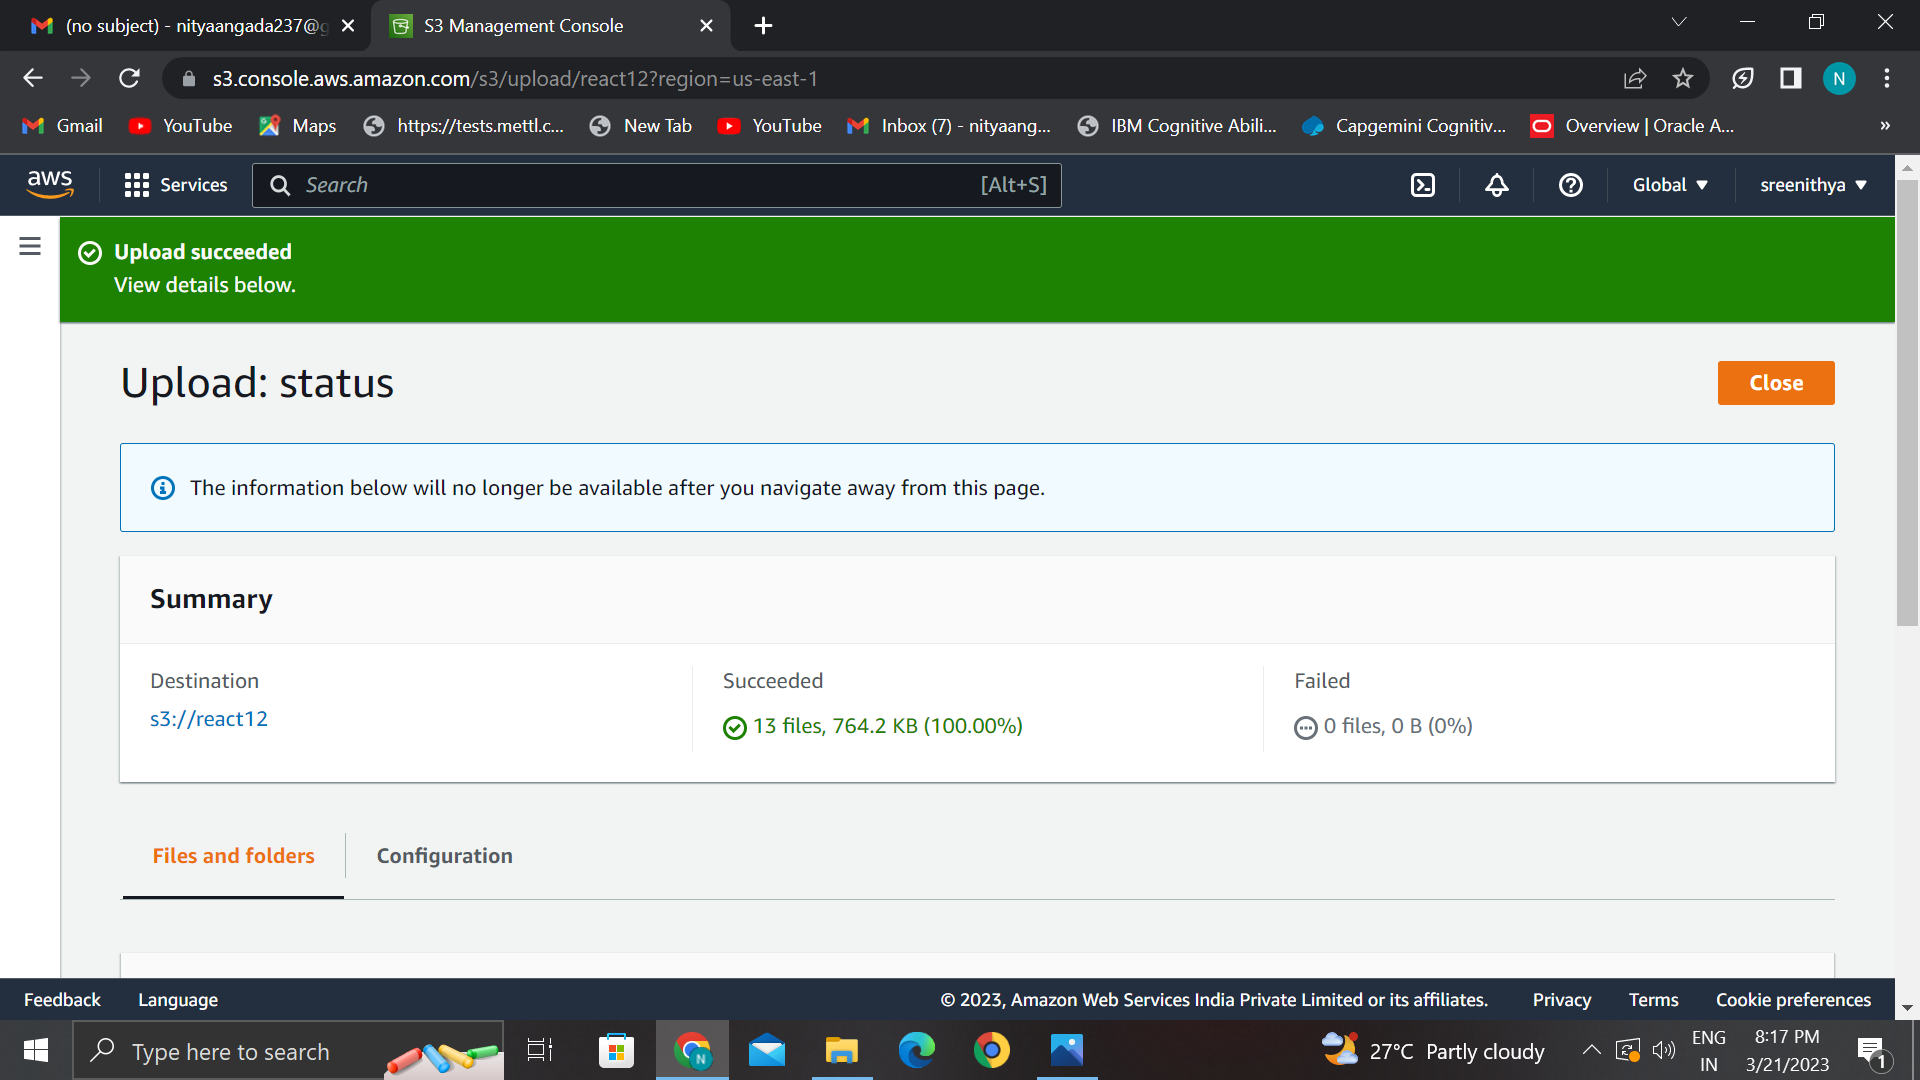 (no subject) - nityaangada237@g
S3 Management Console
s3.console.aws.amazon.com/s3/upload/react12?region=us-east-1
N
Gmail YouTube Maps https://tests.mettl.c... New Tab YouTube Inbox (7) - nityaang... IBM Cognitive Abili... Capgemini Cognitiv... Overview | Oracle A... »
aws Services Search [Alt+S] Global sreenithya
Upload succeeded
View details below.
Upload: status
Close
The information below will no longer be available after you navigate away from this page.
Summary
Destination
s3://react12
Succeeded
13 files, 764.2 KB (100.00%)
Failed
0 files, 0 B (0%)
Files and folders
Configuration
Feedback Language © 2023, Amazon Web Services India Private Limited or its affiliates. Privacy Terms Cookie preferences
Type here to search
N
27°C Partly cloudy
ENG
IN
8:17 PM
3/21/2023
1